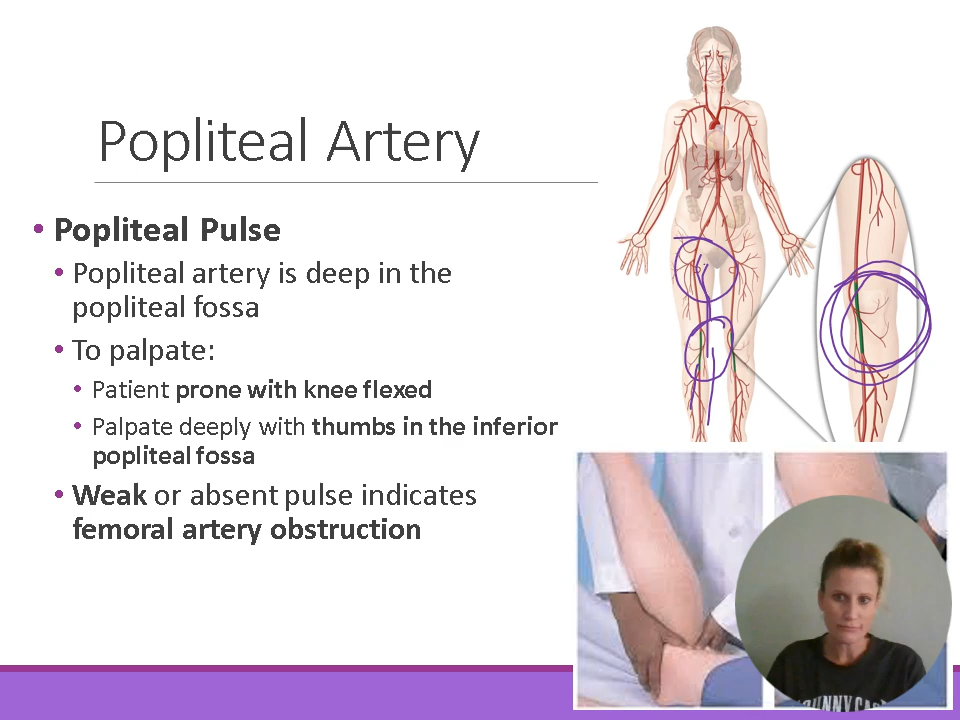 Popliteal Artery
• Popliteal Pulse
• Popliteal artery is deep in the
popliteal fossa
• To palpate:
• Patient prone with knee flexed
• Palpate deeply with thumbs in the inferior
popliteal fossa
• Weak or absent pulse indicates
femoral artery obstruction